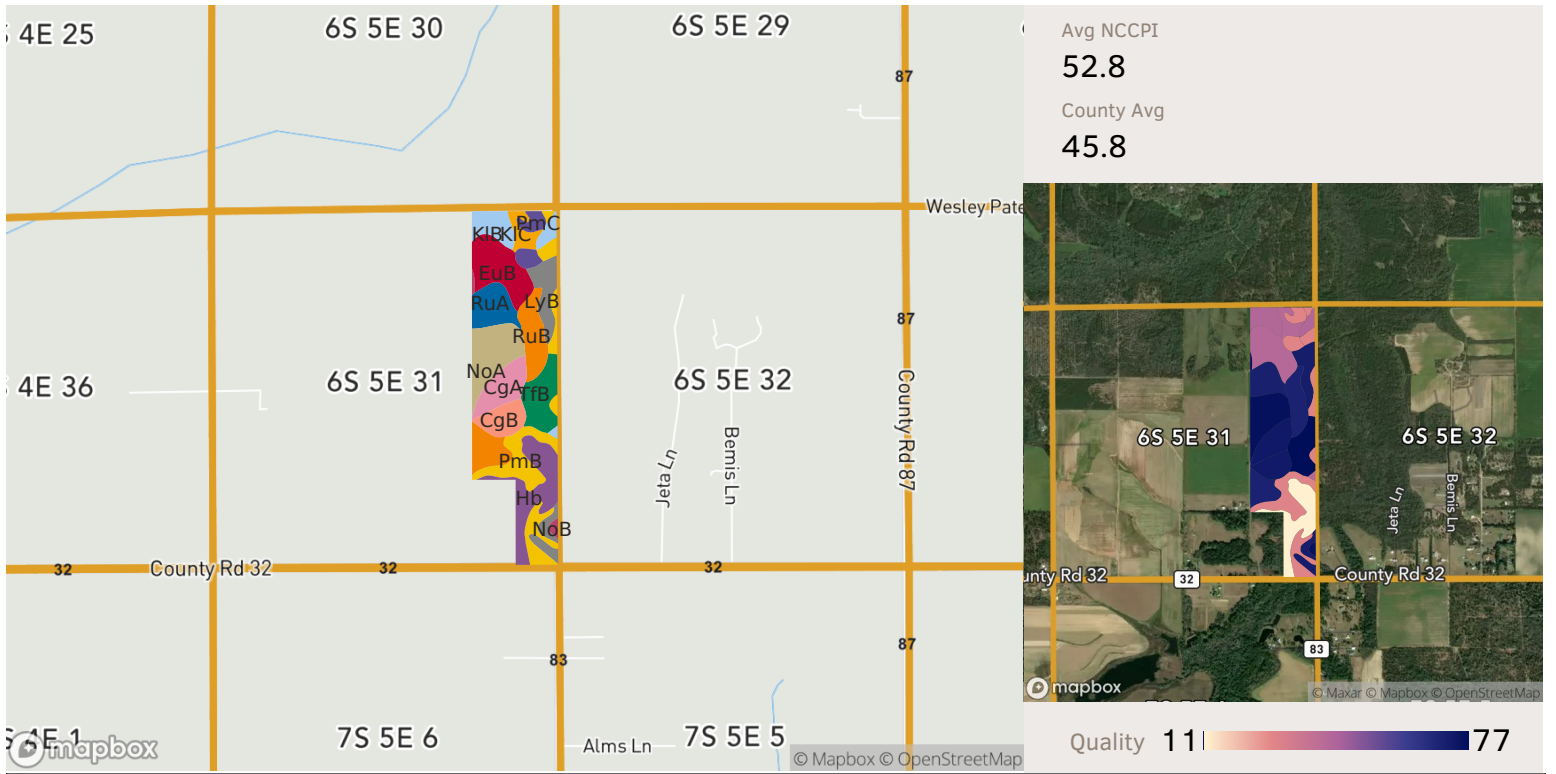 S 4E 25
6S 5E 30
6S 5E 29
87
Wesley Pate
PmC
KlB
KlC
EuB
RuA
LyB
87
RuB
S 4E 36
6S 5E 31
NoA
CgA
TfB
6S 5E 32
CgB
PmB
Hb
NoB
Jeta Ln
Bemis Ln
County Rd 87
32
County Rd 32
32
32
83
87
S 4E 1
7S 5E 6
Alms Ln
7S 5E 5
mapbox
© Mapbox © OpenStreetMap
Avg NCCPI
52.8
County Avg
45.8
6S 5E 31
6S 5E 32
Jeta Ln
Bemis Ln
unty Rd 32
32
County Rd 32
83
mapbox
© Maxar © Mapbox © OpenStreetMap
Quality 11 77